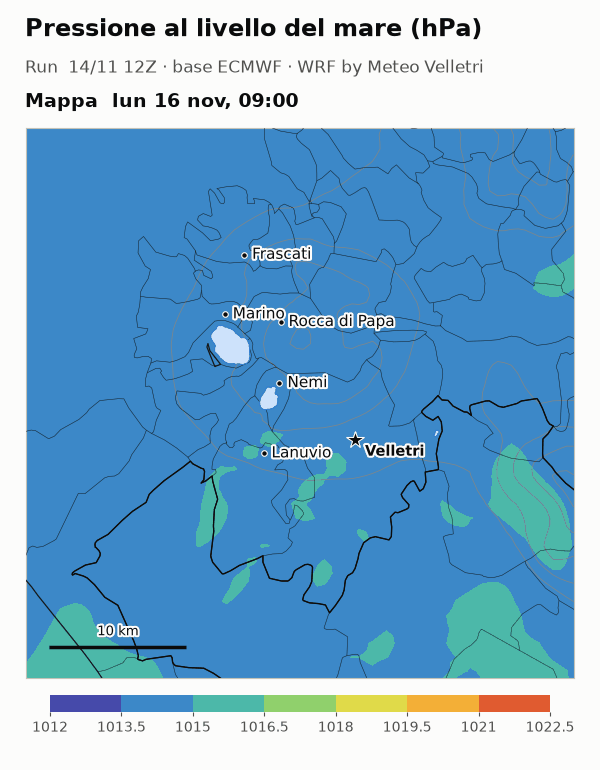 Pressione al livello del mare (hPa)
Run  14/11 12Z · base ECMWF · WRF by Meteo Velletri
Mappa  lun 16 nov, 09:00
Frascati
Marino
Rocca di Papa
Nemi
Velletri
Lanuvio
10 km
1012 1013.5 1015 1016.5 1018 1019.5 1021 1022.5